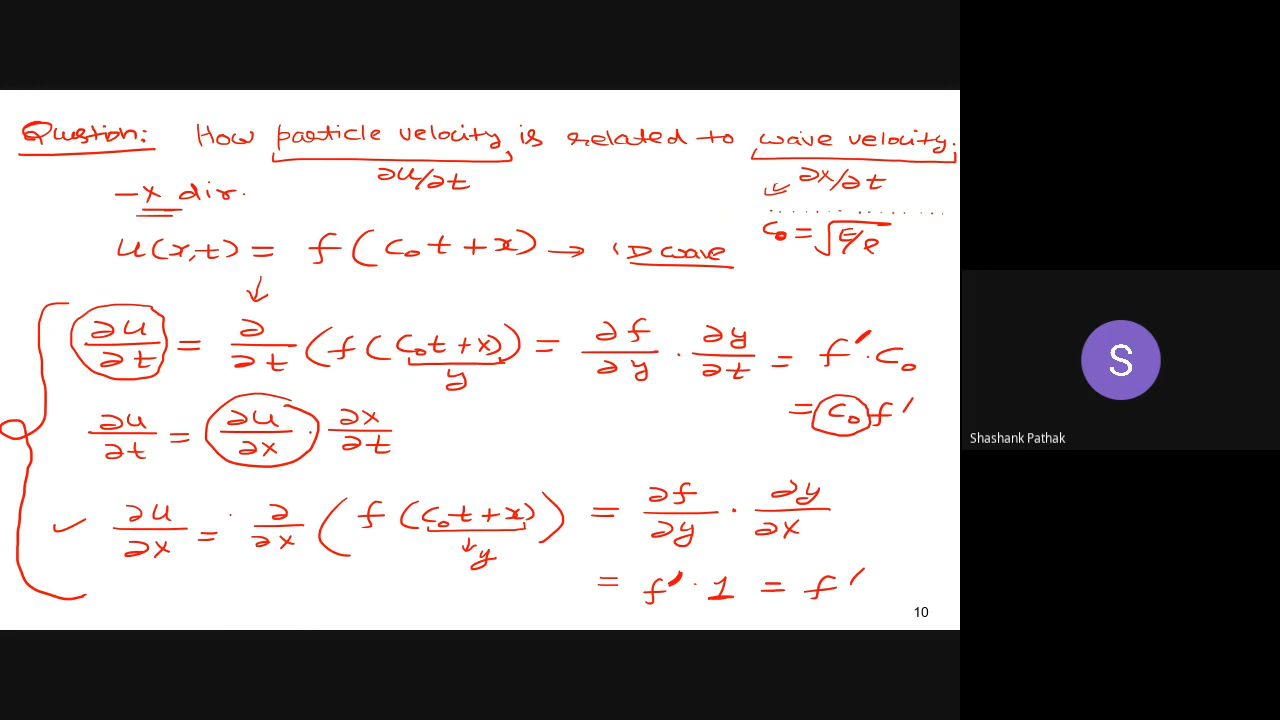 Question: How particle velocity is related to wave velocity.
∂u/∂t ∂x/∂t
-x dir.
c₀ = √E/ρ
u(x,t) = f(c₀t + x) → 1D wave
∂u/∂t = ∂/∂t (f(c₀t + x)) = ∂f/∂y · ∂y/∂t = f′ · c₀
y
= c₀ f′
∂u/∂t = ∂u/∂x · ∂x/∂t
∂u/∂x = ∂/∂x (f(c₀t + x)) = ∂f/∂y · ∂y/∂x
y
= f′ · 1 = f′
10
S
Shashank Pathak